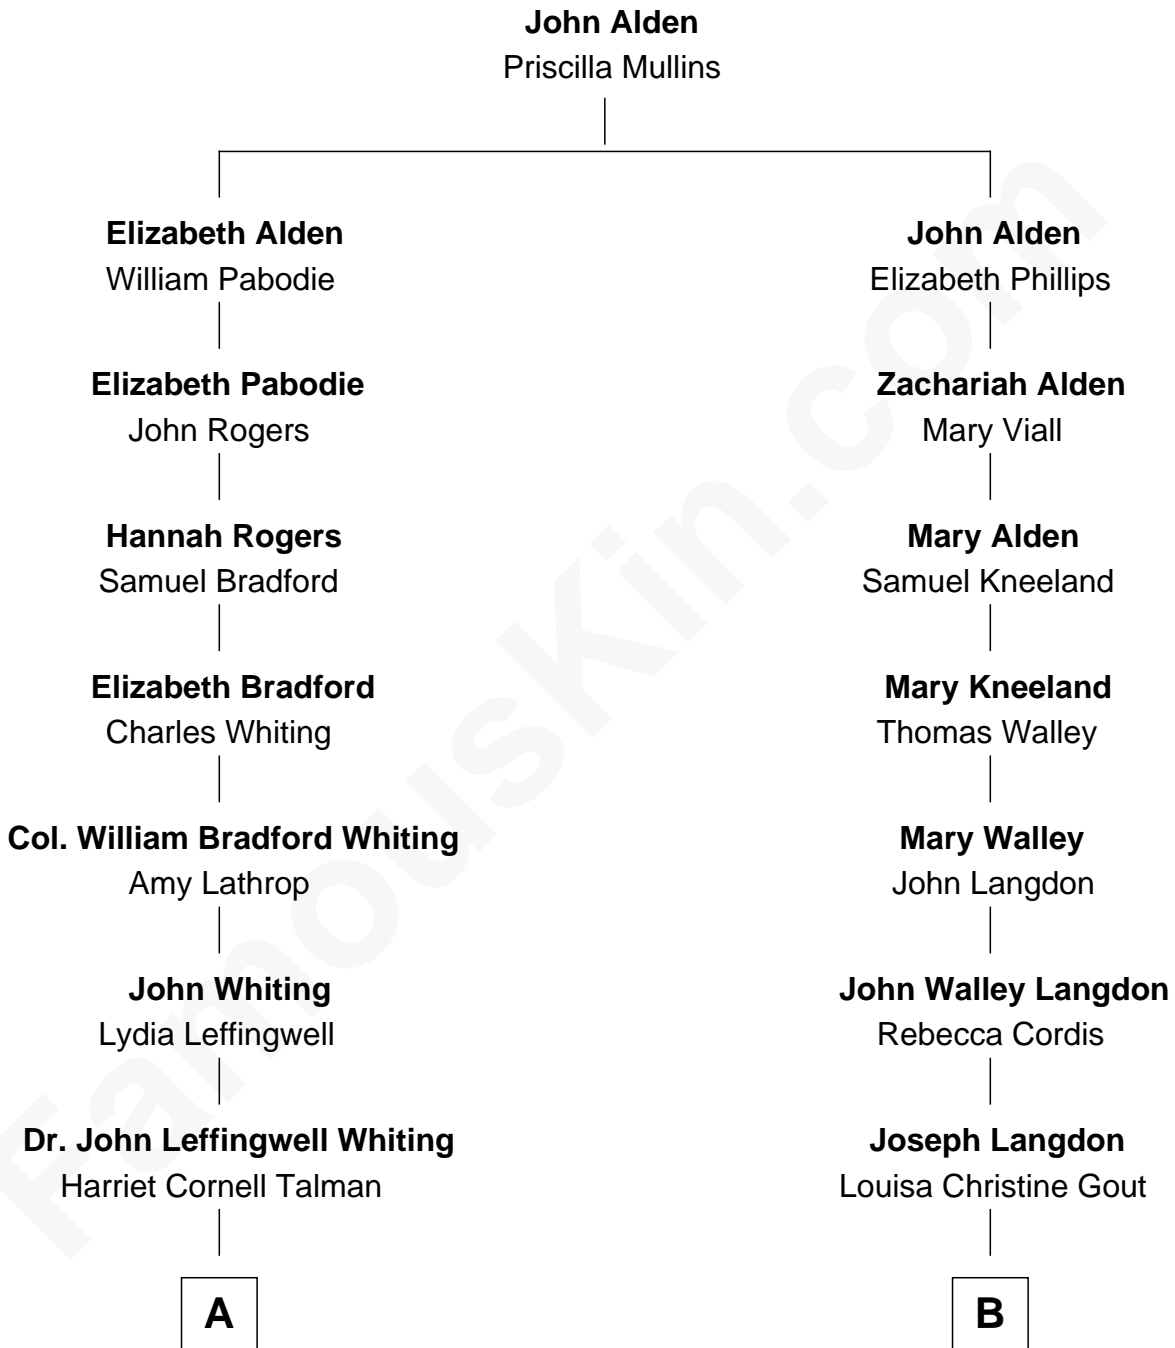 John Alden
Priscilla Mullins
Elizabeth Alden
William Pabodie
John Alden
Elizabeth Phillips
Elizabeth Pabodie
John Rogers
Zachariah Alden
Mary Viall
Hannah Rogers
Samuel Bradford
Mary Alden
Samuel Kneeland
Elizabeth Bradford
Charles Whiting
Mary Kneeland
Thomas Walley
Col. William Bradford Whiting
Amy Lathrop
Mary Walley
John Langdon
John Whiting
Lydia Leffingwell
John Walley Langdon
Rebecca Cordis
Dr. John Leffingwell Whiting
Harriet Cornell Talman
Joseph Langdon
Louisa Christine Gout
A
B
FamousKin.com